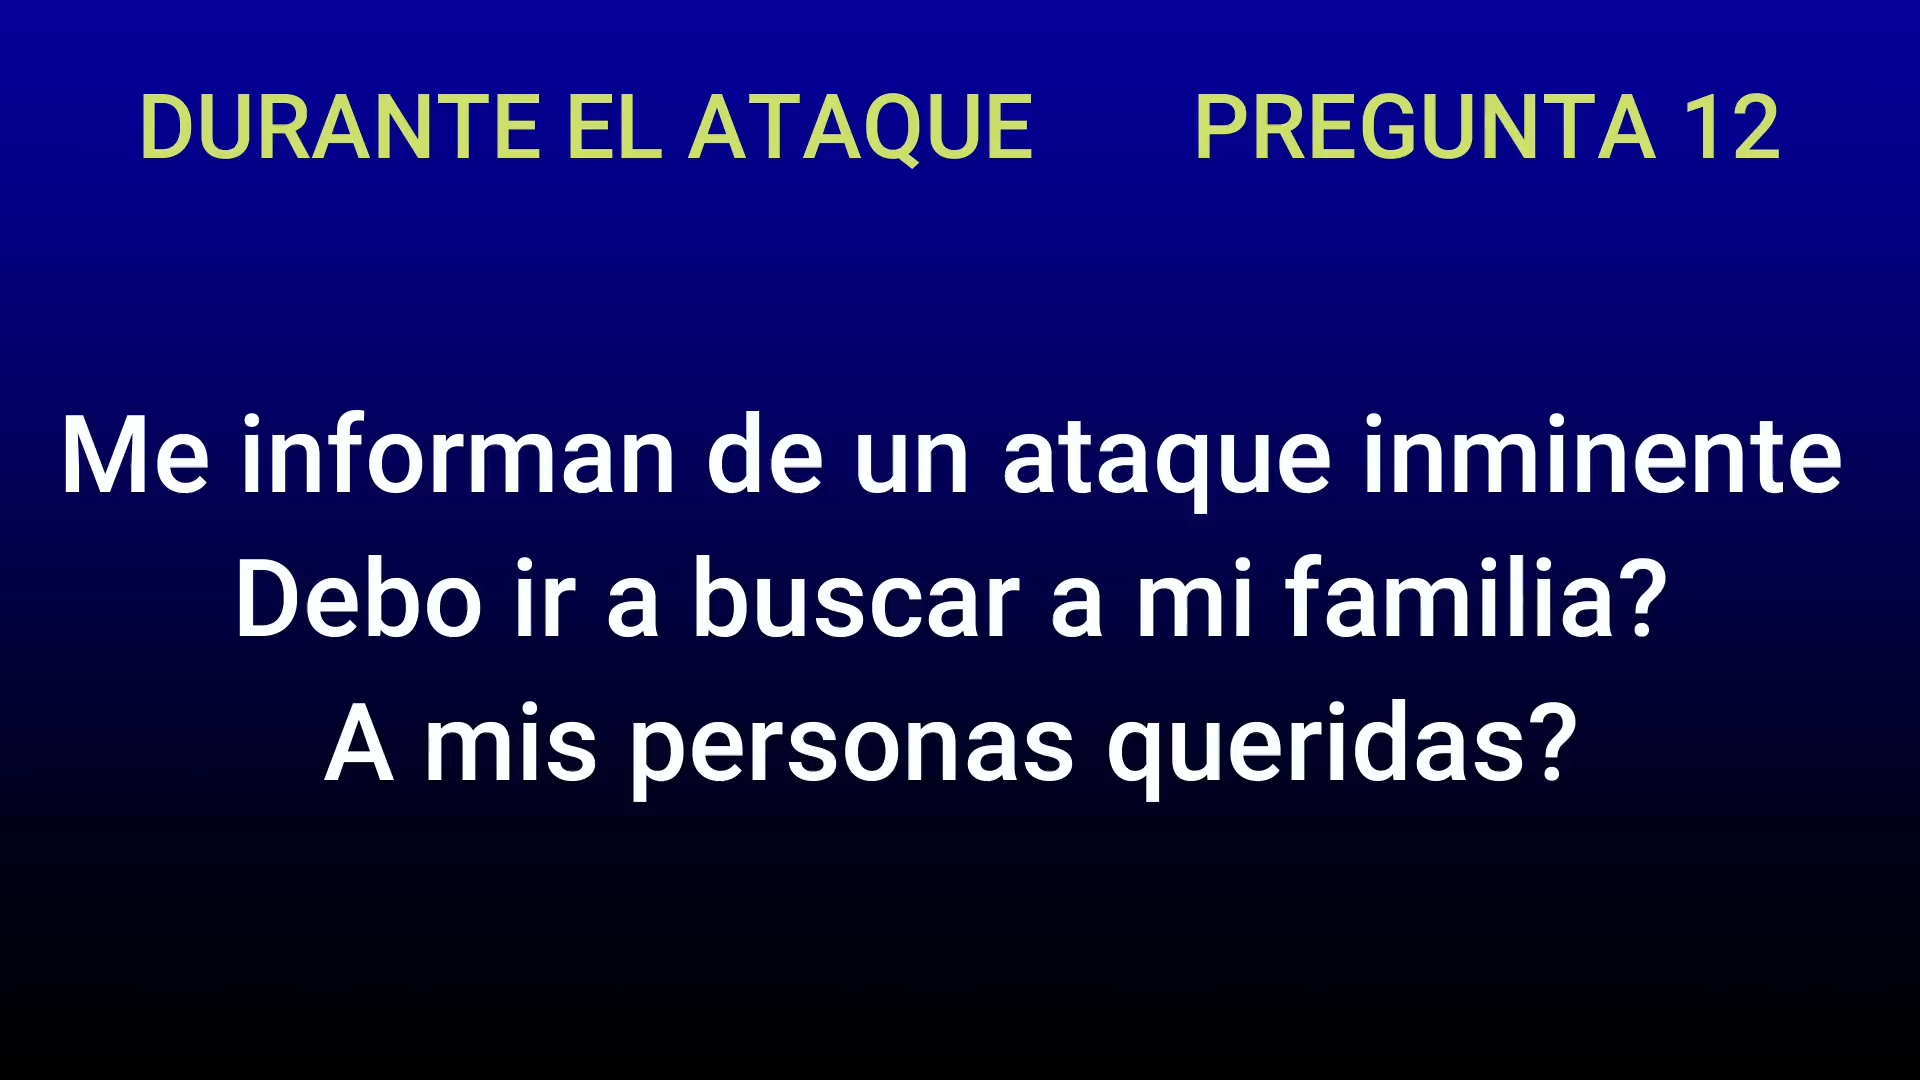 DURANTE EL ATAQUE PREGUNTA 12
Me informan de un ataque inminente
Debo ir a buscar a mi familia?
A mis personas queridas?